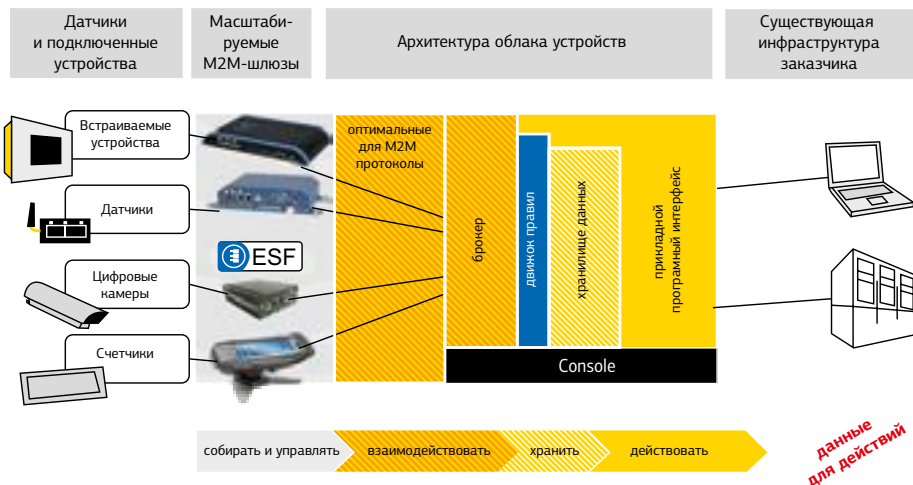 Датчики
и подключенные
устройства
Масштаби-
руемые
M2M-шлюзы
Архитектура облака устройств
Существующая
инфраструктура
заказчика
Встраиваемые
устройства
Датчики
Цифровые
камеры
Счетчики
ESF
оптимальные
для M2M
протоколы
брокер
движок правил
хранилище данных
прикладной
програмный интерфейс
Console
собирать и управлять
взаимодействовать
хранить
действовать
данные
для действий